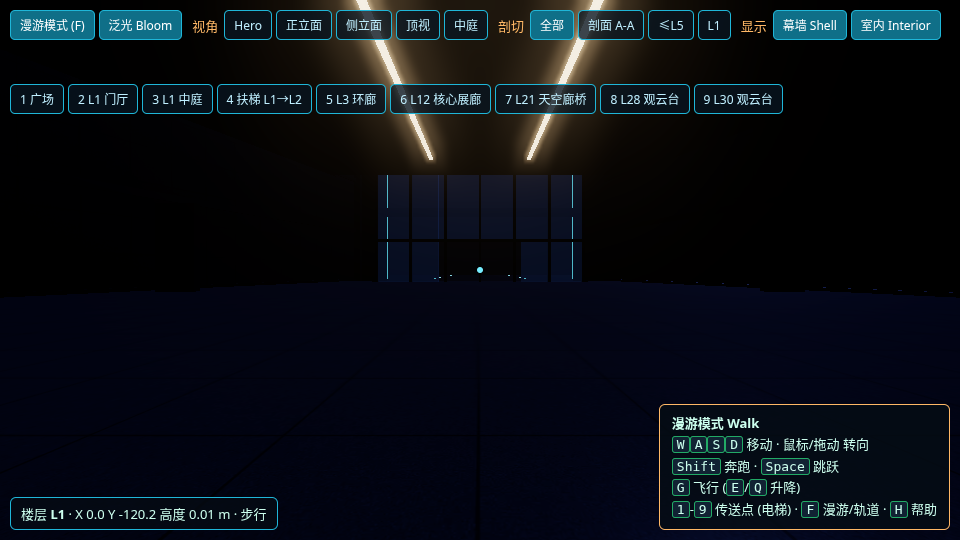 漫游模式 (F) 泛光 Bloom 视角 Hero 正立面 侧立面 顶视 中庭 剖切 全部 剖面 A-A ≤L5 L1 显示 幕墙 Shell 室内 Interior
1 广场 2 L1 门厅 3 L1 中庭 4 扶梯 L1→L2 5 L3 环廊 6 L12 核心展廊 7 L21 天空廊桥 8 L28 观云台 9 L30 观云台
漫游模式 Walk
W A S D 移动 · 鼠标/拖动 转向
Shift 奔跑 · Space 跳跃
G 飞行 (E/Q 升降)
1-9 传送点 (电梯) · F 漫游/轨道 · H 帮助
楼层 L1 · X 0.0 Y -120.2 高度 0.01 m · 步行